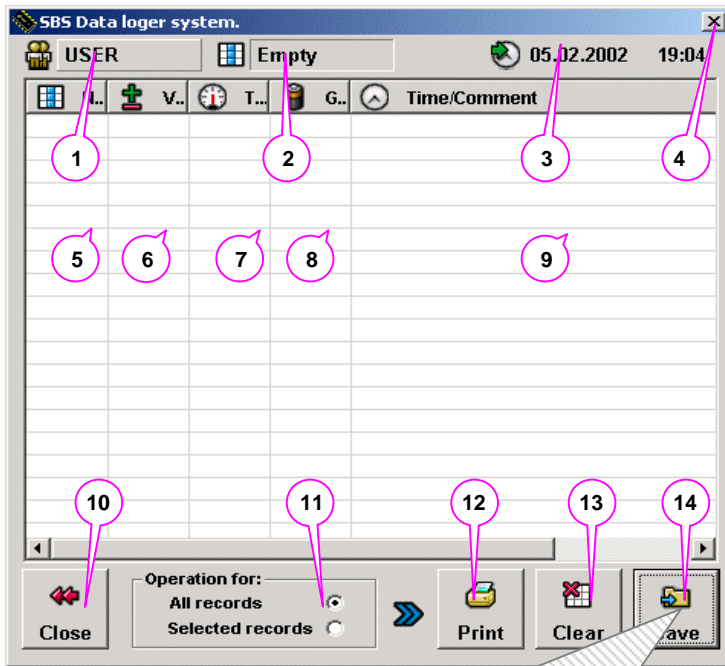 SBS Data loger system.
USER Empty 05.02.2002 19:04
N.. V.. T... G.. Time/Comment
1 2 3 4
5 6 7 8 9
10 11 12 13 14
Operation for:
All records
Selected records
Close Print Clear Save